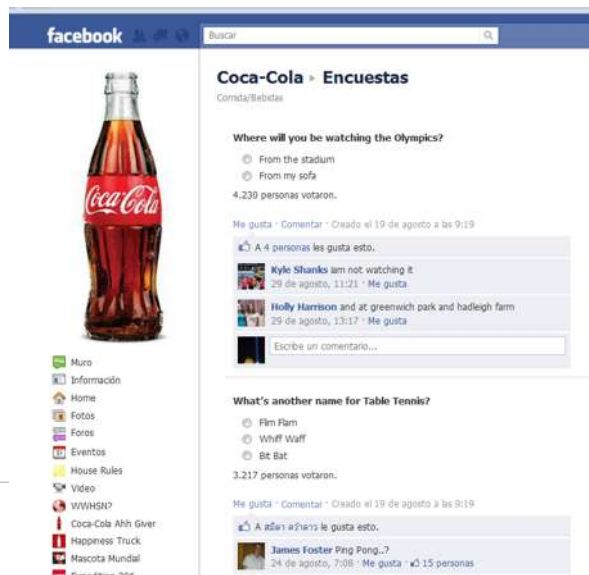 facebook
Buscar
Coca-Cola ▸ Encuestas
Comida/Bebidas
Coca-Cola
Where will you be watching the Olympics?
From the stadium
From my sofa
4.239 personas votaron.
Me gusta · Comentar · Creado el 19 de agosto a las 9:19
A 4 personas les gusta esto.
Kyle Shanks iam not watching it
29 de agosto, 11:21 · Me gusta
Holly Harrison and at greenwich park and hadleigh farm
29 de agosto, 13:17 · Me gusta
Escribe un comentario...
Muro
Información
Home
Fotos
Foros
Eventos
House Rules
Video
WWHSN?
Coca-Cola Ahh Giver
Happiness Truck
Mascota Mundial
What's another name for Table Tennis?
Flim Flam
Whiff Waff
Bit Bat
3.217 personas votaron.
Me gusta · Comentar · Creado el 19 de agosto a las 9:19
A le gusta esto.
James Foster Ping Pong..?
24 de agosto, 7:08 · Me gusta · 15 personas